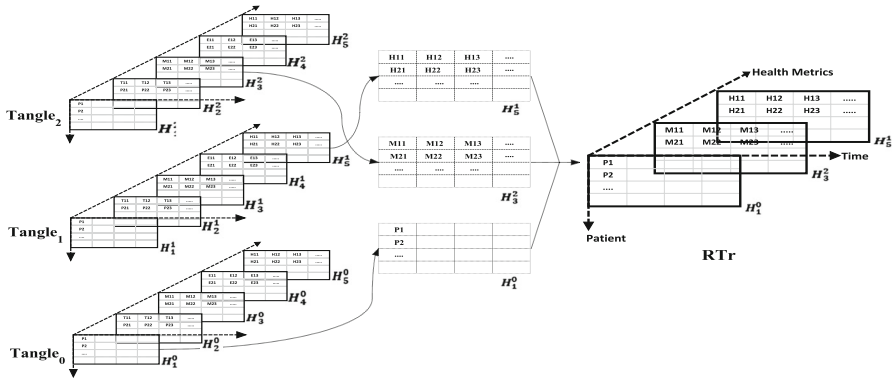 H11 H12 H13 ....
H21 H22 H23 ....
H₅²
E11 E12 E13 ....
E21 E22 E23 ....
H₄²
M11 M12 M13 ....
M21 M22 M23 ....
H₃²
T11 T12 T13 ....
P21 P22 P23 ....
H₂²
Tangle₂
P1
P2
...
H11 H12 H13 ....
H21 H22 H23 ....
H₅¹
E11 E12 E13 ....
E21 E22 E23 ....
H₄¹
M11 M12 M13 ....
M21 M22 M23 ....
H₃¹
T11 T12 T13 ....
P21 P22 P23 ....
H₂¹
Tangle₁
P1
P2
...
H₁¹
H11 H12 H13 ....
H21 H22 H23 ....
H₅⁰
E11 E12 E13 ....
E21 E22 E23 ....
H₄⁰
M11 M12 M13 ....
M21 M22 M23 ....
H₃⁰
T11 T12 T13 ....
P21 P22 P23 ....
H₂⁰
Tangle₀
P1
P2
...
H₁⁰
H11 H12 H13 ....
H21 H22 H23 ....
.... .... ....
H₅¹
M11 M12 M13 ....
M21 M22 M23 ....
.... .... ....
H₃²
P1
P2
....
H₁⁰
Health Metrics
H11 H12 H13 .....
H21 H22 H23 .....
H₅¹
M11 M12 M13 .....
M21 M22 M23 .....
Time
H₃²
P1
P2
....
H₁⁰
Patient
RTr